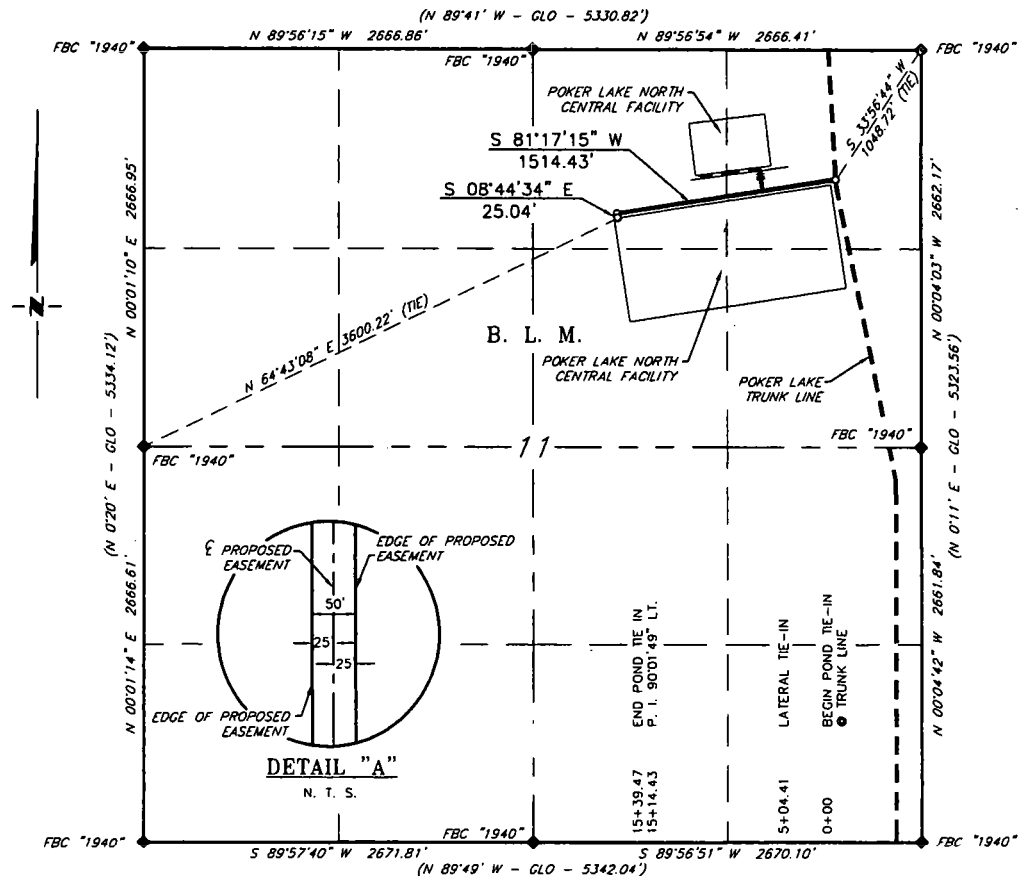 (N 89°41' W - GLO - 5330.82')
N 89°56'15" W 2666.86'
N 89°56'54" W 2666.41'
FBC "1940"
FBC "1940"
FBC "1940"
POKER LAKE NORTH
CENTRAL FACILITY
S 33°56'44" W
1048.72' (TIE)
S 81°17'15" W
1514.43'
S 08°44'34" E
25.04'
N 00°01'10" E 2666.95'
N 00°04'03" W 2662.17'
N
N 64°43'08" E 3600.22' (TIE)
B. L. M.
POKER LAKE NORTH
CENTRAL FACILITY
POKER LAKE
TRUNK LINE
(N 0°20' E - GLO - 5334.12')
(N 0°11' E - GLO - 5323.56')
FBC "1940"
11
FBC "1940"
℄ PROPOSED
EASEMENT
EDGE OF PROPOSED
EASEMENT
50'
25'
25'
EDGE OF PROPOSED
EASEMENT
DETAIL "A"
N. T. S.
N 00°01'14" E 2666.61'
N 00°04'42" W 2661.84'
15+39.47 END POND TIE IN
15+14.43 P. I. 90°01'49" LT.
5+04.41 LATERAL TIE-IN
0+00 BEGIN POND TIE-IN
@ TRUNK LINE
FBC "1940"
FBC "1940"
FBC "1940"
S 89°57'40" W 2671.81'
S 89°56'51" W 2670.10'
(N 89°49' W - GLO - 5342.04')